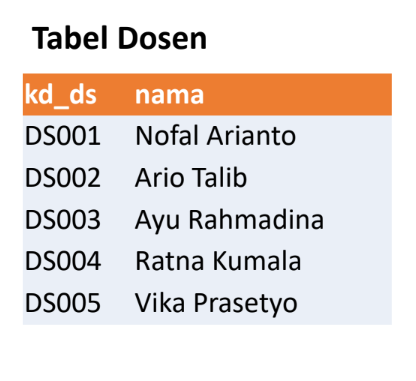 Tabel Dosen
kd_ds nama
DS001 Nofal Arianto
DS002 Ario Talib
DS003 Ayu Rahmadina
DS004 Ratna Kumala
DS005 Vika Prasetyo